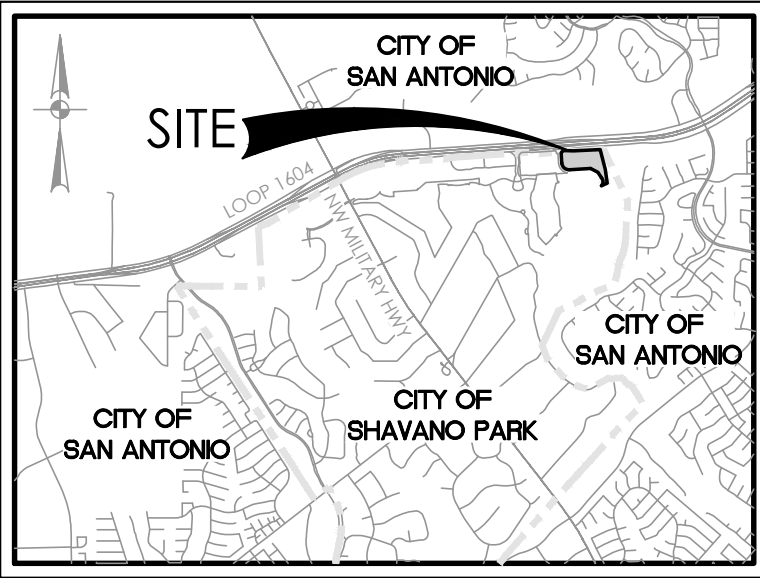 CITY OF
SAN ANTONIO
SITE
LOOP 1604
NW MILITARY HWY
CITY OF
SAN ANTONIO
CITY OF
SHAVANO PARK
CITY OF
SAN ANTONIO